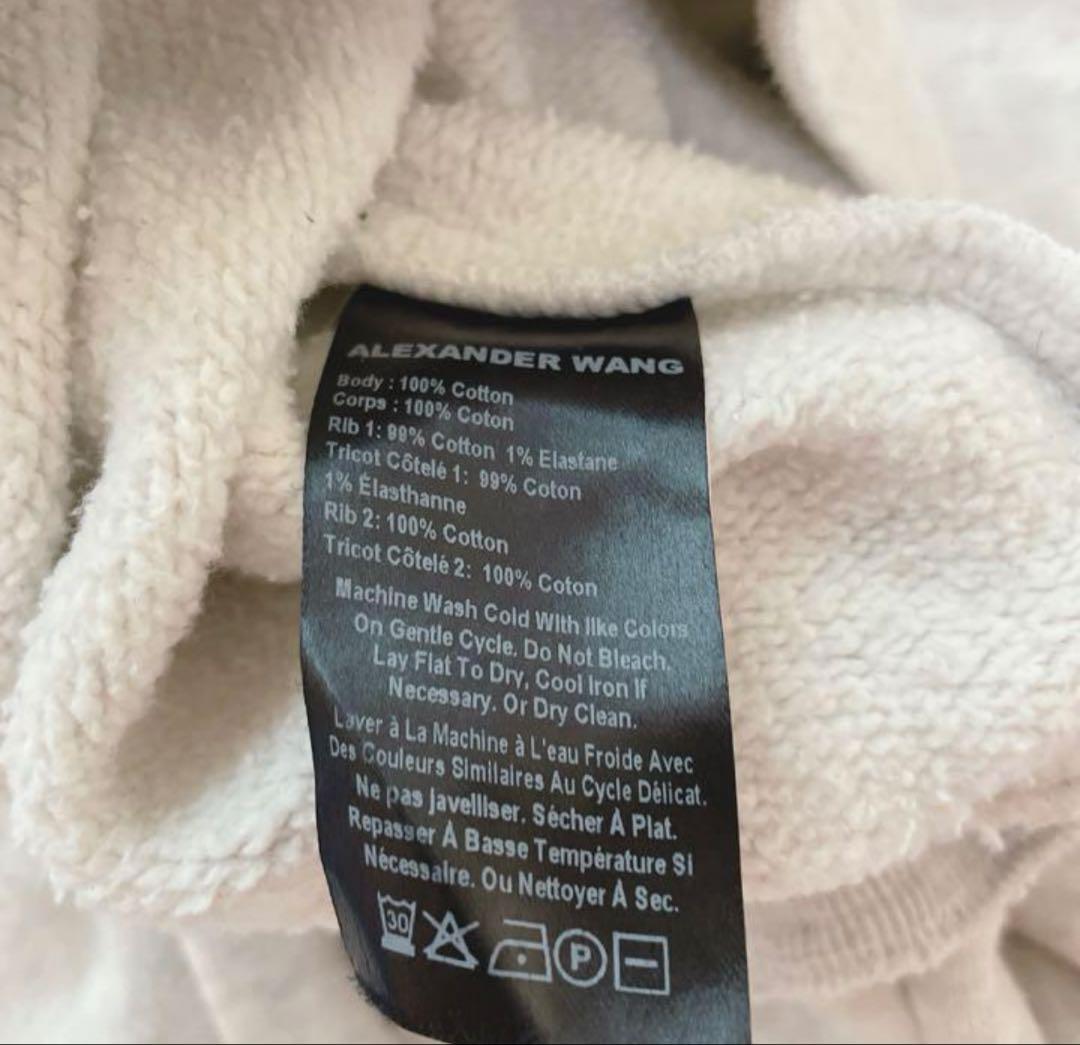 ALEXANDER WANG
Body : 100% Cotton
Corps : 100% Coton
Rib 1: 99% Cotton 1% Elastane
Tricot Côtelé 1: 99% Coton
1% Élasthanne
Rib 2: 100% Cotton
Tricot Côtelé 2: 100% Coton
Machine Wash Cold With like Colors
On Gentle Cycle. Do Not Bleach.
Lay Flat To Dry, Cool Iron If
Necessary. Or Dry Clean.
Laver à La Machine à L'eau Froide Avec
Des Couleurs Similaires Au Cycle Délicat.
Ne pas javelliser. Sécher À Plat.
Repasser À Basse Température Si
Nécessaire. Ou Nettoyer À Sec.
30 P